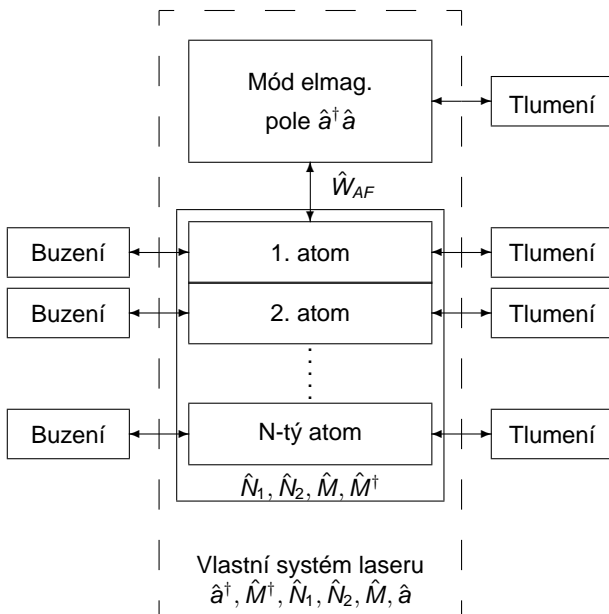 Mód elmag.
pole â†â
Tlumení
Ŵ_AF
Buzení
1. atom
Tlumení
Buzení
2. atom
Tlumení
Buzení
N-tý atom
Tlumení
N̂₁, N̂₂, M̂, M̂†
Vlastní systém laseru
â†, M̂†, N̂₁, N̂₂, M̂, â